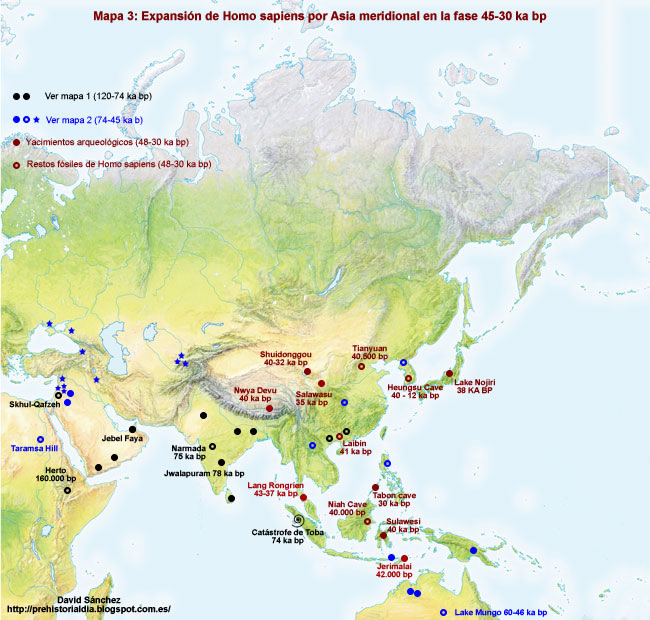 Mapa 3: Expansión de Homo sapiens por Asia meridional en la fase 45-30 ka bp
Ver mapa 1 (120-74 ka bp)
Ver mapa 2 (74-45 ka b)
Yacimientos arqueológicos (48-30 ka bp)
Restos fósiles de Homo sapiens (48-30 ka bp)
Tianyuan
40,500 bp
Shuidonggou
40-32 ka bp
Lake Nojiri
38 KA BP
Heungsu Cave
40 - 12 ka bp
Nwya Devu
40 ka bp
Salawasu
35 ka bp
Skhul-Qafzeh
Jebel Faya
Taramsa Hill
Narmada
75 ka bp
Laibin
41 ka bp
Herto
160.000 bp
Jwalapuram 78 ka bp
Lang Rongrien
43-37 ka bp
Tabon cave
30 ka bp
Niah Cave
40.000 bp
Sulawesi
40 ka bp
Catástrofe de Toba
74 ka bp
Jerimalai
42.000 bp
David Sánchez
http://prehistorialdia.blogspot.com.es/
Lake Mungo 60-46 ka bp